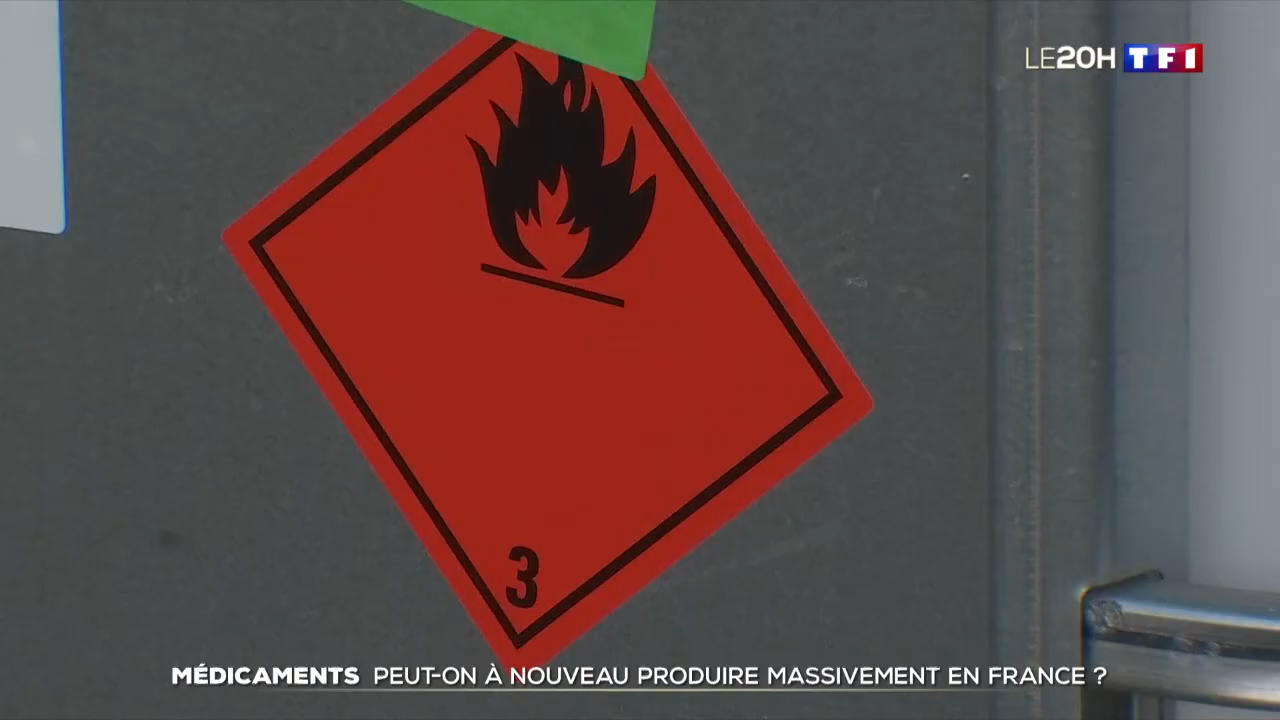 LE20H TF1
3
MÉDICAMENTS PEUT-ON À NOUVEAU PRODUIRE MASSIVEMENT EN FRANCE ?